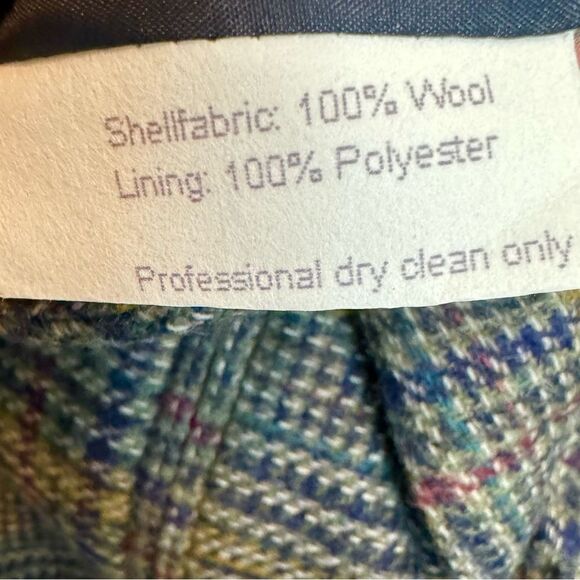 Shellfabric: 100% Wool
Lining: 100% Polyester
Professional dry clean only